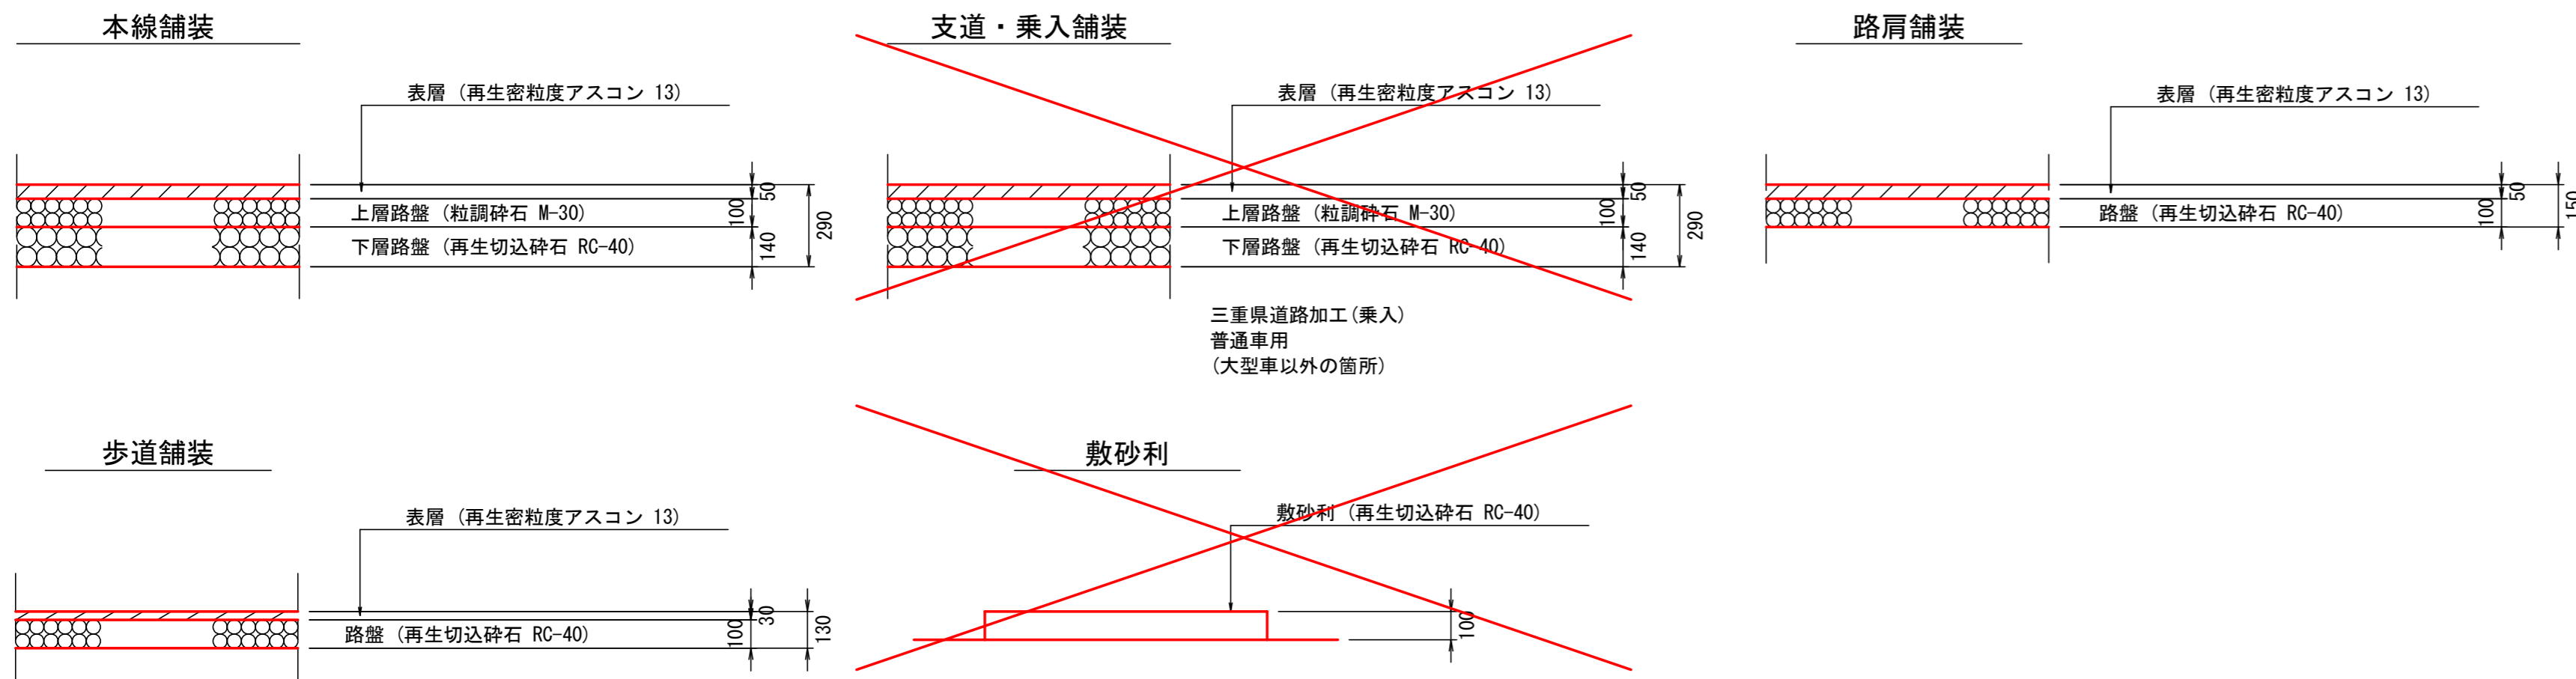 本線舗装
表層（再生密粒度アスコン 13）
上層路盤（粒調砕石 M-30）
下層路盤（再生切込砕石 RC-40）
50
100
140
290
支道・乗入舗装
表層（再生密粒度アスコン 13）
上層路盤（粒調砕石 M-30）
下層路盤（再生切込砕石 RC-40）
50
100
140
290
三重県道路加工(乗入)
普通車用
(大型車以外の箇所)
路肩舗装
表層（再生密粒度アスコン 13）
路盤（再生切込砕石 RC-40）
50
100
150
歩道舗装
表層（再生密粒度アスコン 13）
路盤（再生切込砕石 RC-40）
30
100
130
敷砂利
敷砂利（再生切込砕石 RC-40）
100